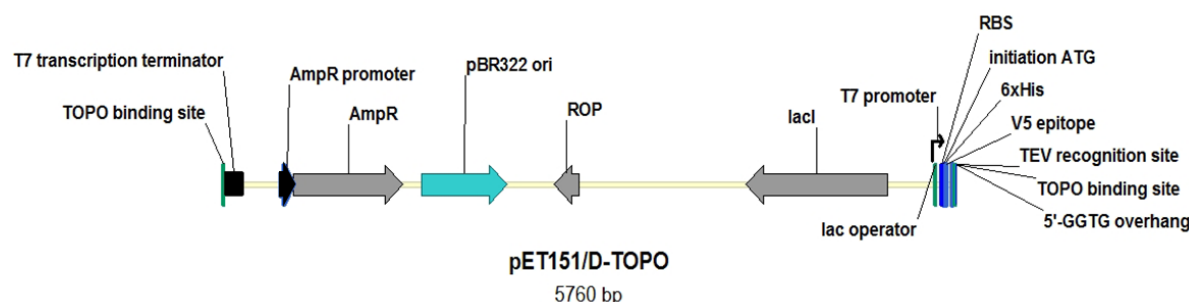 RBS
T7 transcription terminator
AmpR promoter
pBR322 ori
initiation ATG
6xHis
TOPO binding site
AmpR
ROP
lacI
T7 promoter
V5 epitope
TEV recognition site
TOPO binding site
5'-GGTG overhang
lac operator
pET151/D-TOPO
5760 bp